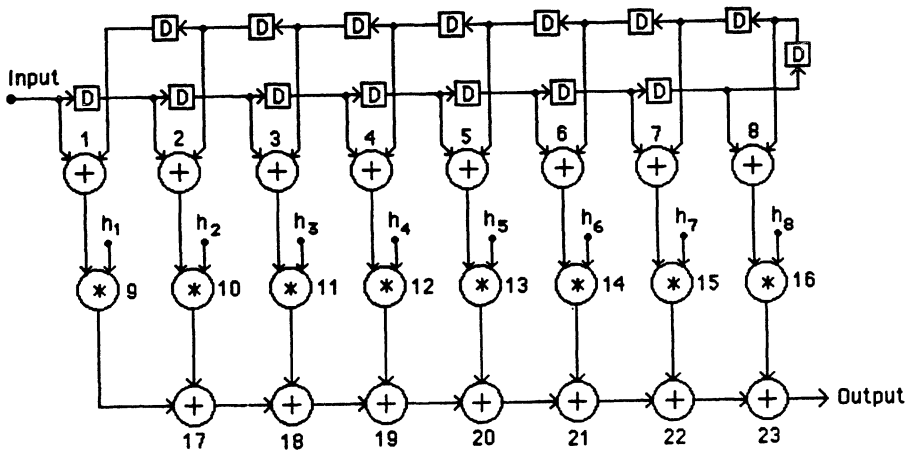 D D D D D D D
D
Input
D D D D D D D
1 2 3 4 5 6 7 8
+ + + + + + + +
h1 h2 h3 h4 h5 h6 h7 h8
* 9 * 10 * 11 * 12 * 13 * 14 * 15 * 16
+ + + + + + + Output
17 18 19 20 21 22 23